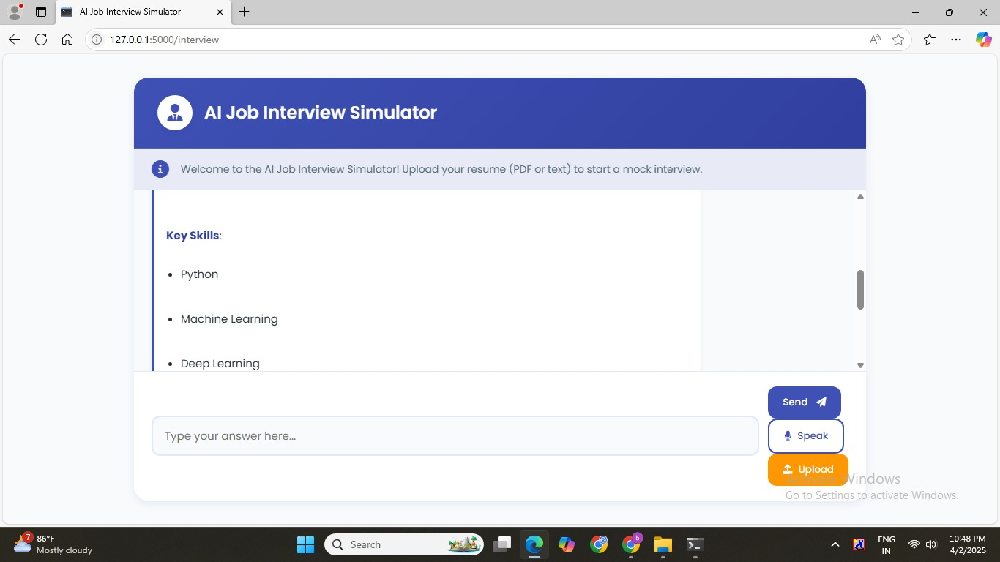 AI Job Interview Simulator
127.0.0.1:5000/interview
AI Job Interview Simulator
Welcome to the AI Job Interview Simulator! Upload your resume (PDF or text) to start a mock interview.
Key Skills:
• Python
• Machine Learning
• Deep Learning
Send
Type your answer here...
Speak
Upload
Activate Windows
Go to Settings to activate Windows.
7
86°F
Mostly cloudy
Search
b
ENG
IN
10:48 PM
4/2/2025